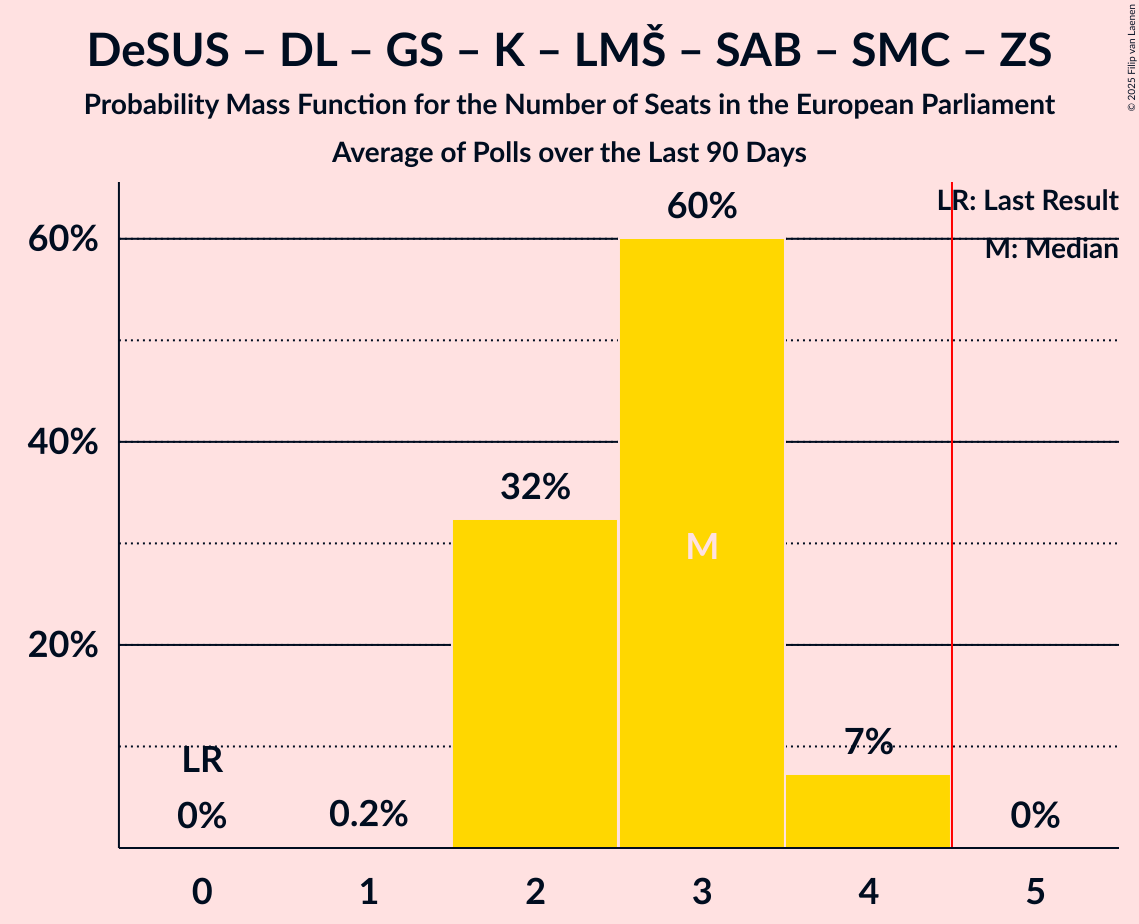 DeSUS – DL – GS – K – LMŠ – SAB – SMC – ZS
Probability Mass Function for the Number of Seats in the European Parliament
Average of Polls over the Last 90 Days
© 2025 Filip van Laenen
LR: Last Result
M: Median
60%
40%
20%
LR
0%
0.2%
32%
60%
M
7%
0%
0 1 2 3 4 5